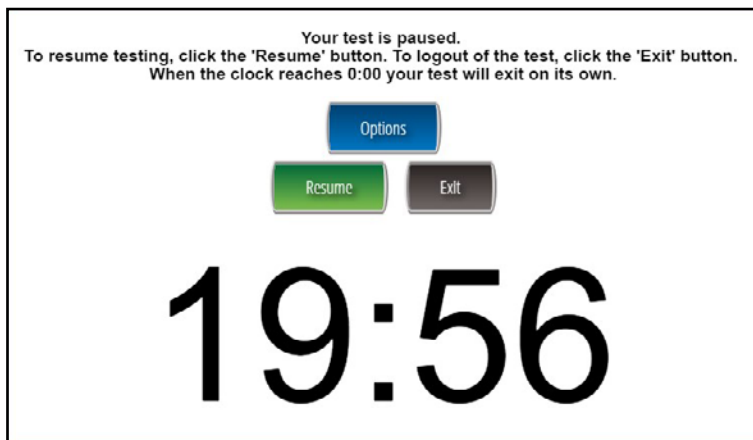 Your test is paused.
To resume testing, click the 'Resume' button. To logout of the test, click the 'Exit' button.
When the clock reaches 0:00 your test will exit on its own.
Options
Resume
Exit
19:56